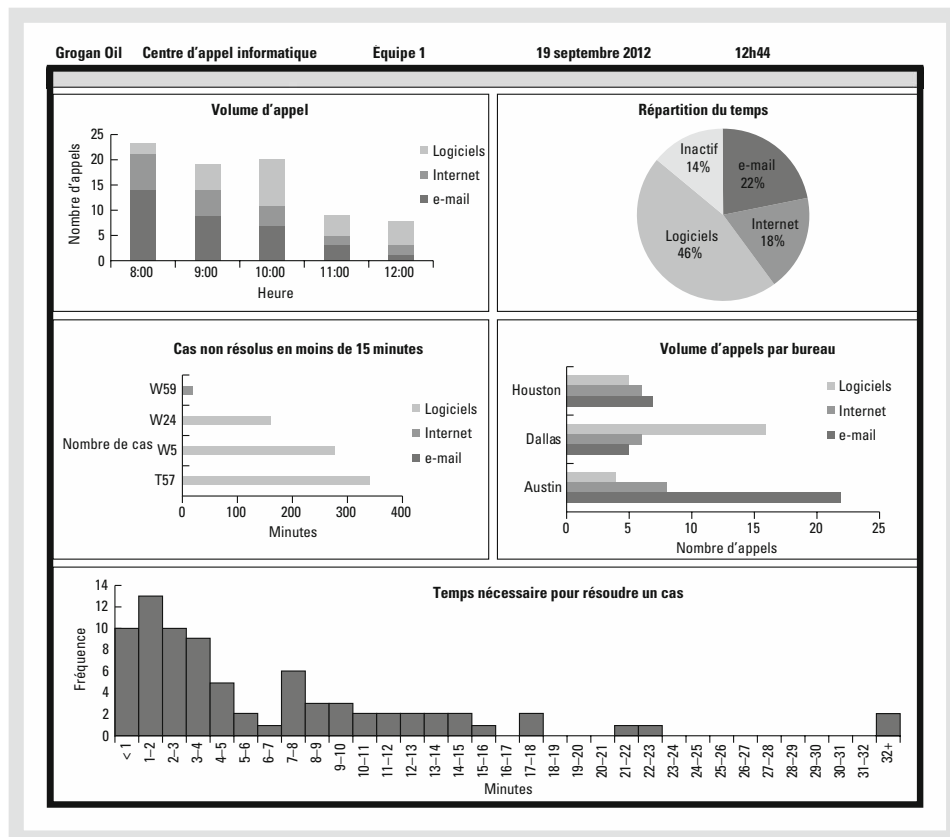 Grogan Oil Centre d'appel informatique Équipe 1 19 septembre 2012 12h44
Volume d'appel
Nombre d'appels
25
20
15
10
5
0
8:00 9:00 10:00 11:00 12:00
Heure
Logiciels
Internet
e-mail
Répartition du temps
Inactif
14%
e-mail
22%
Internet
18%
Logiciels
46%
Cas non résolus en moins de 15 minutes
Nombre de cas
W59
W24
W5
T57
0 100 200 300 400
Minutes
Logiciels
Internet
e-mail
Volume d'appels par bureau
Houston
Dallas
Austin
0 5 10 15 20 25
Nombre d'appels
Logiciels
Internet
e-mail
Temps nécessaire pour résoudre un cas
Fréquence
14
12
10
8
6
4
2
0
< 1 1–2 2–3 3–4 4–5 5–6 6–7 7–8 8–9 9–10 10–11 11–12 12–13 13–14 14–15 15–16 16–17 17–18 18–19 19–20 20–21 21–22 22–23 23–24 24–25 25–26 26–27 27–28 28–29 29–30 30–31 31–32 32+
Minutes